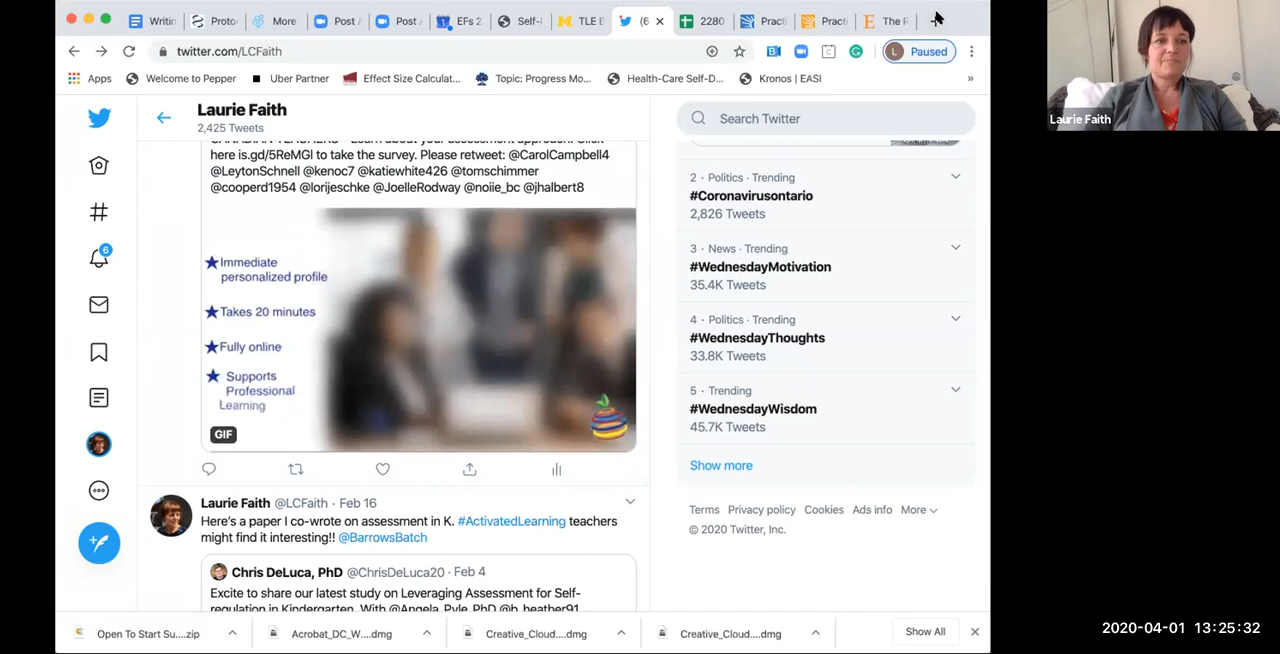 Writin
Proto
More
Post /
Post /
EFs 2
Self-
TLE E
(6
2280
Practi
Practi
The R
twitter.com/LCFaith
L Paused
Apps
Welcome to Pepper
Uber Partner
Effect Size Calculat...
Topic: Progress Mo...
Health-Care Self-D...
Kronos | EASI
»
Laurie Faith
2,425 Tweets
here is.gd/5ReMGl to take the survey. Please retweet: @CarolCampbell4
@LeytonSchnell @kenoc7 @katiewhite426 @tomschimmer
@cooperd1954 @lorijeschke @JoelleRodway @noiie_bc @jhalbert8
Immediate
personalized profile
Takes 20 minutes
Fully online
Supports
Professional
Learning
GIF
6
Laurie Faith @LCFaith · Feb 16
Here's a paper I co-wrote on assessment in K. #ActivatedLearning teachers
might find it interesting!! @BarrowsBatch
Chris DeLuca, PhD @ChrisDeLuca20 · Feb 4
Excite to share our latest study on Leveraging Assessment for Self-
regulation in Kindergarten. With @Angela_Pyle_PhD @b_heather91
Search Twitter
2 · Politics · Trending
#Coronavirusontario
2,826 Tweets
3 · News · Trending
#WednesdayMotivation
35.4K Tweets
4 · Politics · Trending
#WednesdayThoughts
33.8K Tweets
5 · Trending
#WednesdayWisdom
45.7K Tweets
Show more
Terms Privacy policy Cookies Ads info More
© 2020 Twitter, Inc.
Open To Start Su....zip
Acrobat_DC_W....dmg
Creative_Cloud....dmg
Creative_Cloud....dmg
Show All
Laurie Faith
2020-04-01 13:25:32